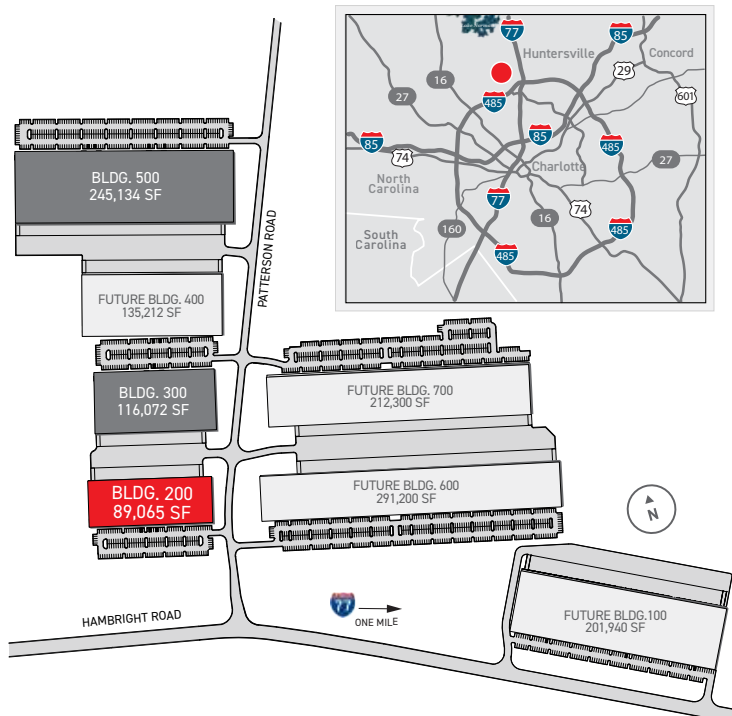 77
85
Huntersville
Concord
29
16
601
27
485
85
85
485
74
27
Charlotte
North
Carolina
77
74
16
South
Carolina
160
485
485
BLDG. 500
245,134 SF
PATTERSON ROAD
FUTURE BLDG. 400
135,212 SF
BLDG. 300
116,072 SF
FUTURE BLDG. 700
212,300 SF
BLDG. 200
89,065 SF
FUTURE BLDG. 600
291,200 SF
N
77
ONE MILE
HAMBRIGHT ROAD
FUTURE BLDG.100
201,940 SF